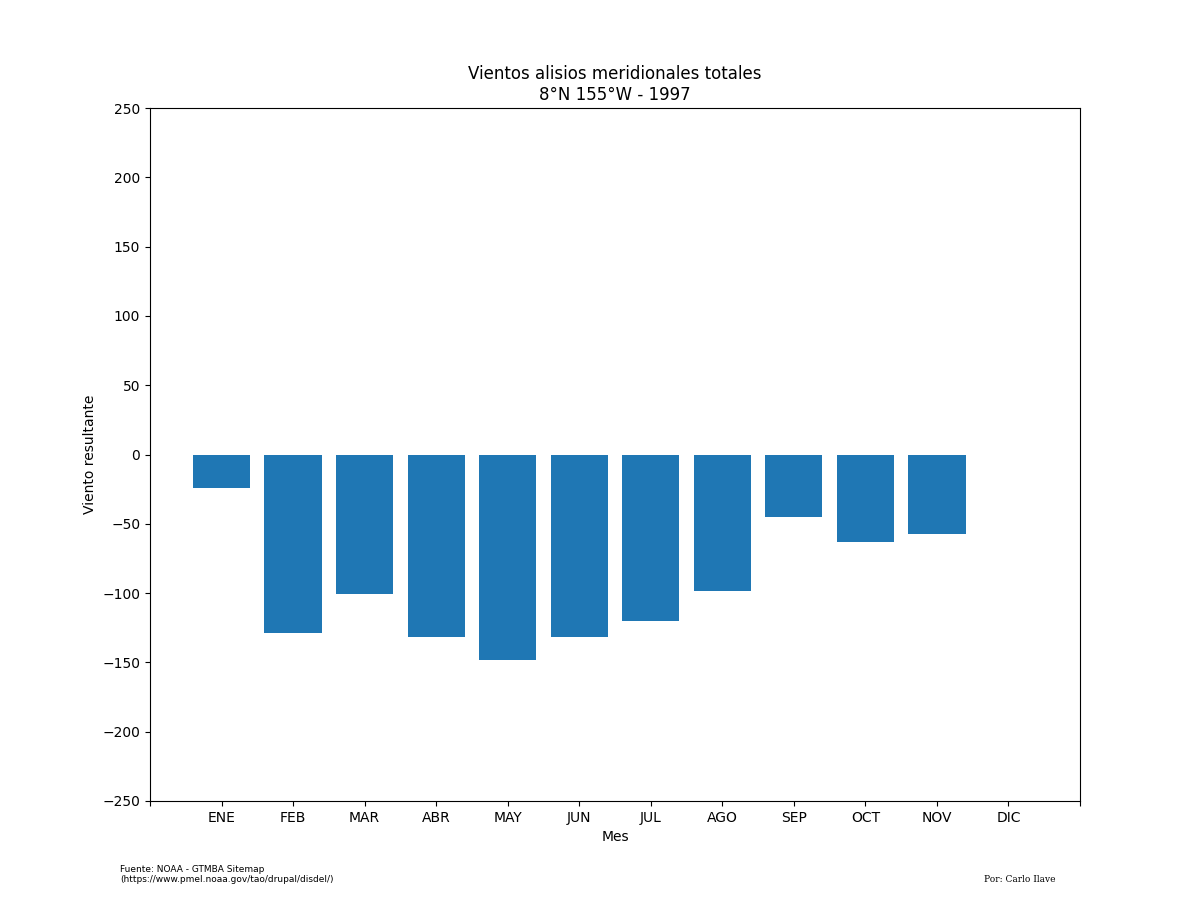 Vientos alisios meridionales totales
8°N 155°W - 1997
250
200
150
100
50
0
−50
−100
−150
−200
−250
Viento resultante
ENE FEB MAR ABR MAY JUN JUL AGO SEP OCT NOV DIC
Mes
Fuente: NOAA - GTMBA Sitemap
(https://www.pmel.noaa.gov/tao/drupal/disdel/)
Por: Carlo Ilave